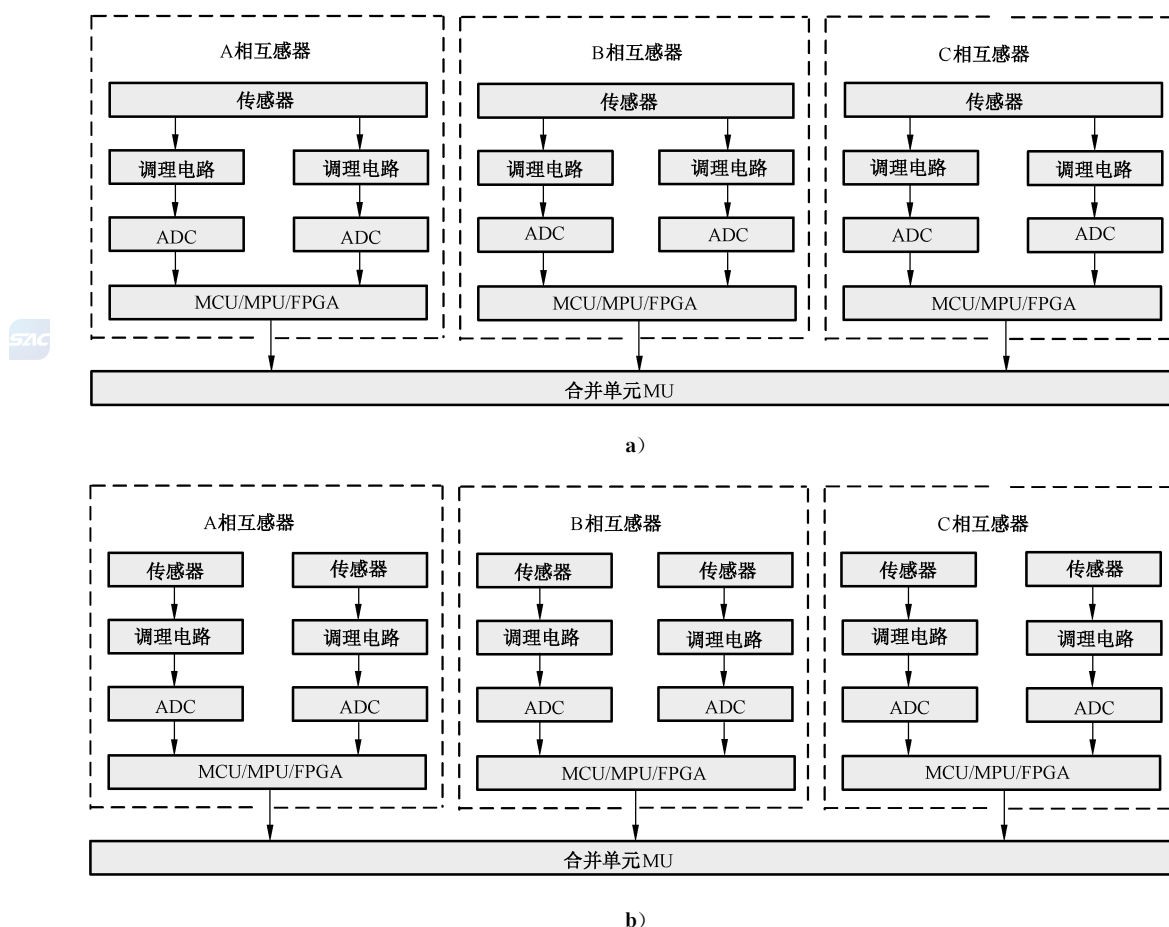 A相互感器 B相互感器 C相互感器
传感器 传感器 传感器
调理电路 调理电路 调理电路 调理电路 调理电路 调理电路
ADC ADC ADC ADC ADC ADC
MCU/MPU/FPGA MCU/MPU/FPGA MCU/MPU/FPGA
SAC
合并单元MU
a）
A相互感器 B相互感器 C相互感器
传感器 传感器 传感器 传感器 传感器 传感器
调理电路 调理电路 调理电路 调理电路 调理电路 调理电路
ADC ADC ADC ADC ADC ADC
MCU/MPU/FPGA MCU/MPU/FPGA MCU/MPU/FPGA
合并单元MU
b）